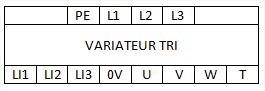 PE L1 L2 L3
VARIATEUR TRI
LI1 LI2 LI3 0V U V W T